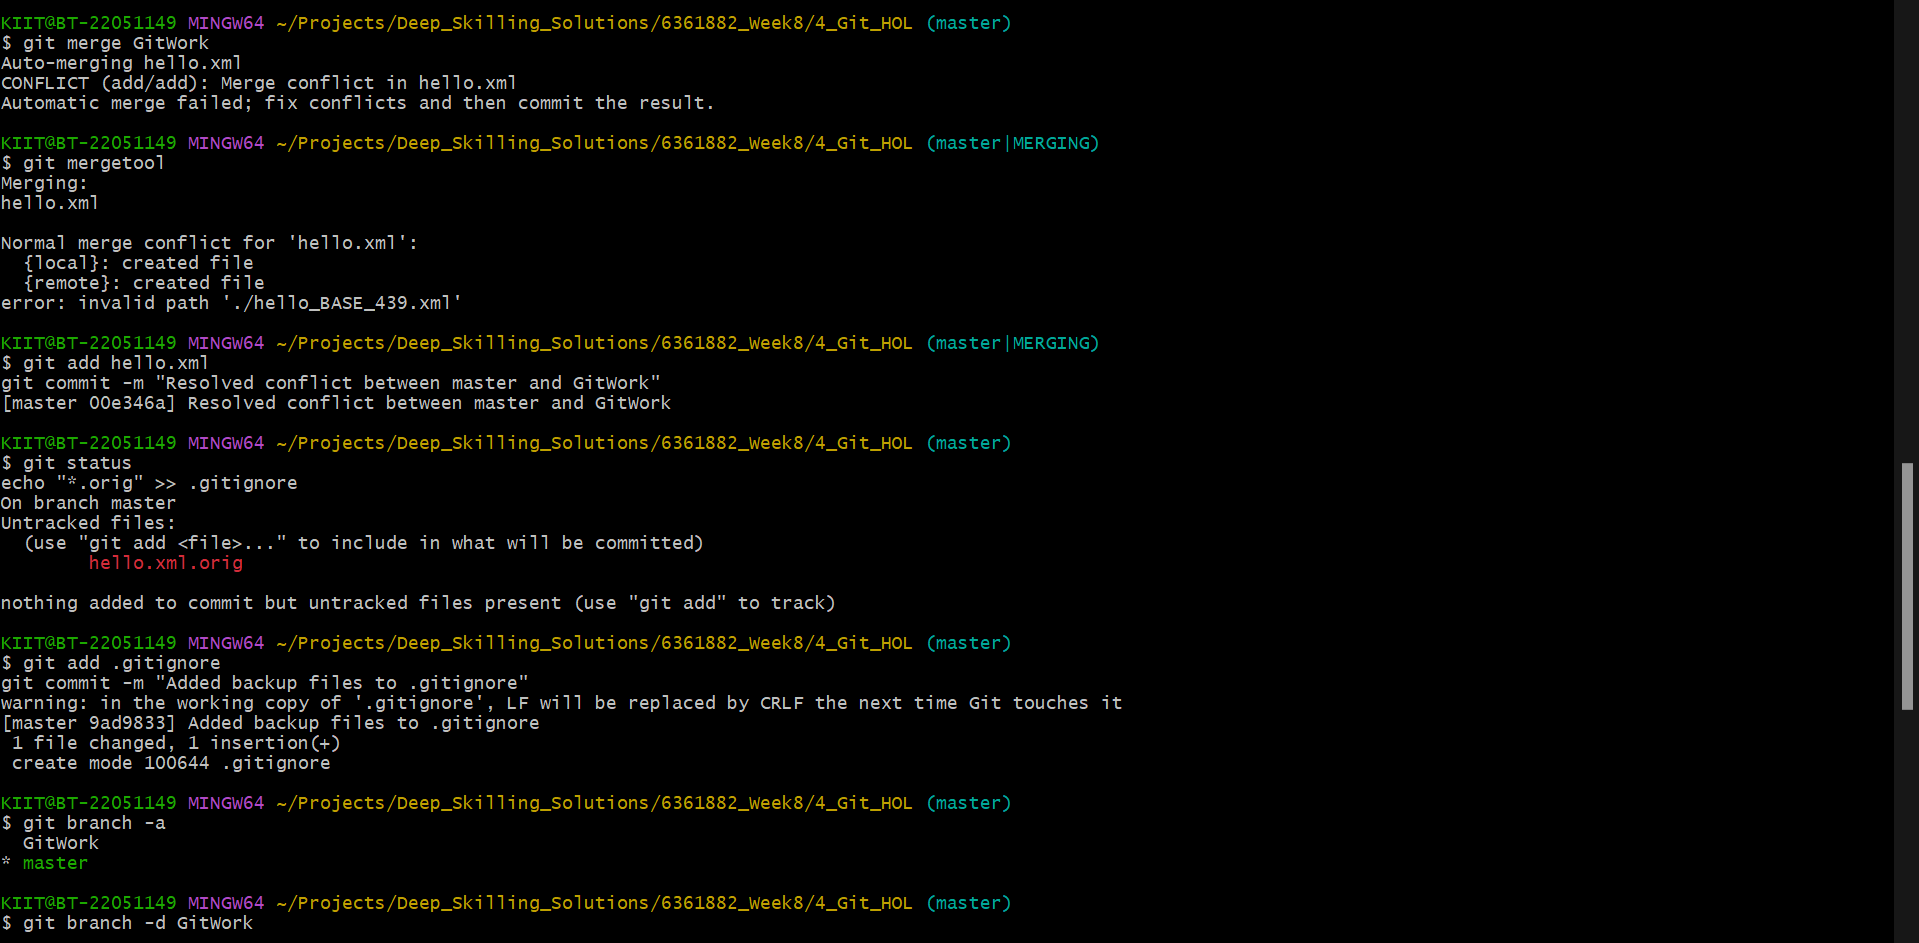 KIIT@BT-22051149 MINGW64 ~/Projects/Deep_Skilling_Solutions/6361882_Week8/4_Git_HOL (master)
$ git merge GitWork
Auto-merging hello.xml
CONFLICT (add/add): Merge conflict in hello.xml
Automatic merge failed; fix conflicts and then commit the result.
KIIT@BT-22051149 MINGW64 ~/Projects/Deep_Skilling_Solutions/6361882_Week8/4_Git_HOL (master|MERGING)
$ git mergetool
Merging:
hello.xml
Normal merge conflict for 'hello.xml':
  {local}: created file
  {remote}: created file
error: invalid path './hello_BASE_439.xml'
KIIT@BT-22051149 MINGW64 ~/Projects/Deep_Skilling_Solutions/6361882_Week8/4_Git_HOL (master|MERGING)
$ git add hello.xml
git commit -m "Resolved conflict between master and GitWork"
[master 00e346a] Resolved conflict between master and GitWork
KIIT@BT-22051149 MINGW64 ~/Projects/Deep_Skilling_Solutions/6361882_Week8/4_Git_HOL (master)
$ git status
echo "*.orig" >> .gitignore
On branch master
Untracked files:
  (use "git add <file>..." to include in what will be committed)
        hello.xml.orig
nothing added to commit but untracked files present (use "git add" to track)
KIIT@BT-22051149 MINGW64 ~/Projects/Deep_Skilling_Solutions/6361882_Week8/4_Git_HOL (master)
$ git add .gitignore
git commit -m "Added backup files to .gitignore"
warning: in the working copy of '.gitignore', LF will be replaced by CRLF the next time Git touches it
[master 9ad9833] Added backup files to .gitignore
 1 file changed, 1 insertion(+)
 create mode 100644 .gitignore
KIIT@BT-22051149 MINGW64 ~/Projects/Deep_Skilling_Solutions/6361882_Week8/4_Git_HOL (master)
$ git branch -a
  GitWork
* master
KIIT@BT-22051149 MINGW64 ~/Projects/Deep_Skilling_Solutions/6361882_Week8/4_Git_HOL (master)
$ git branch -d GitWork